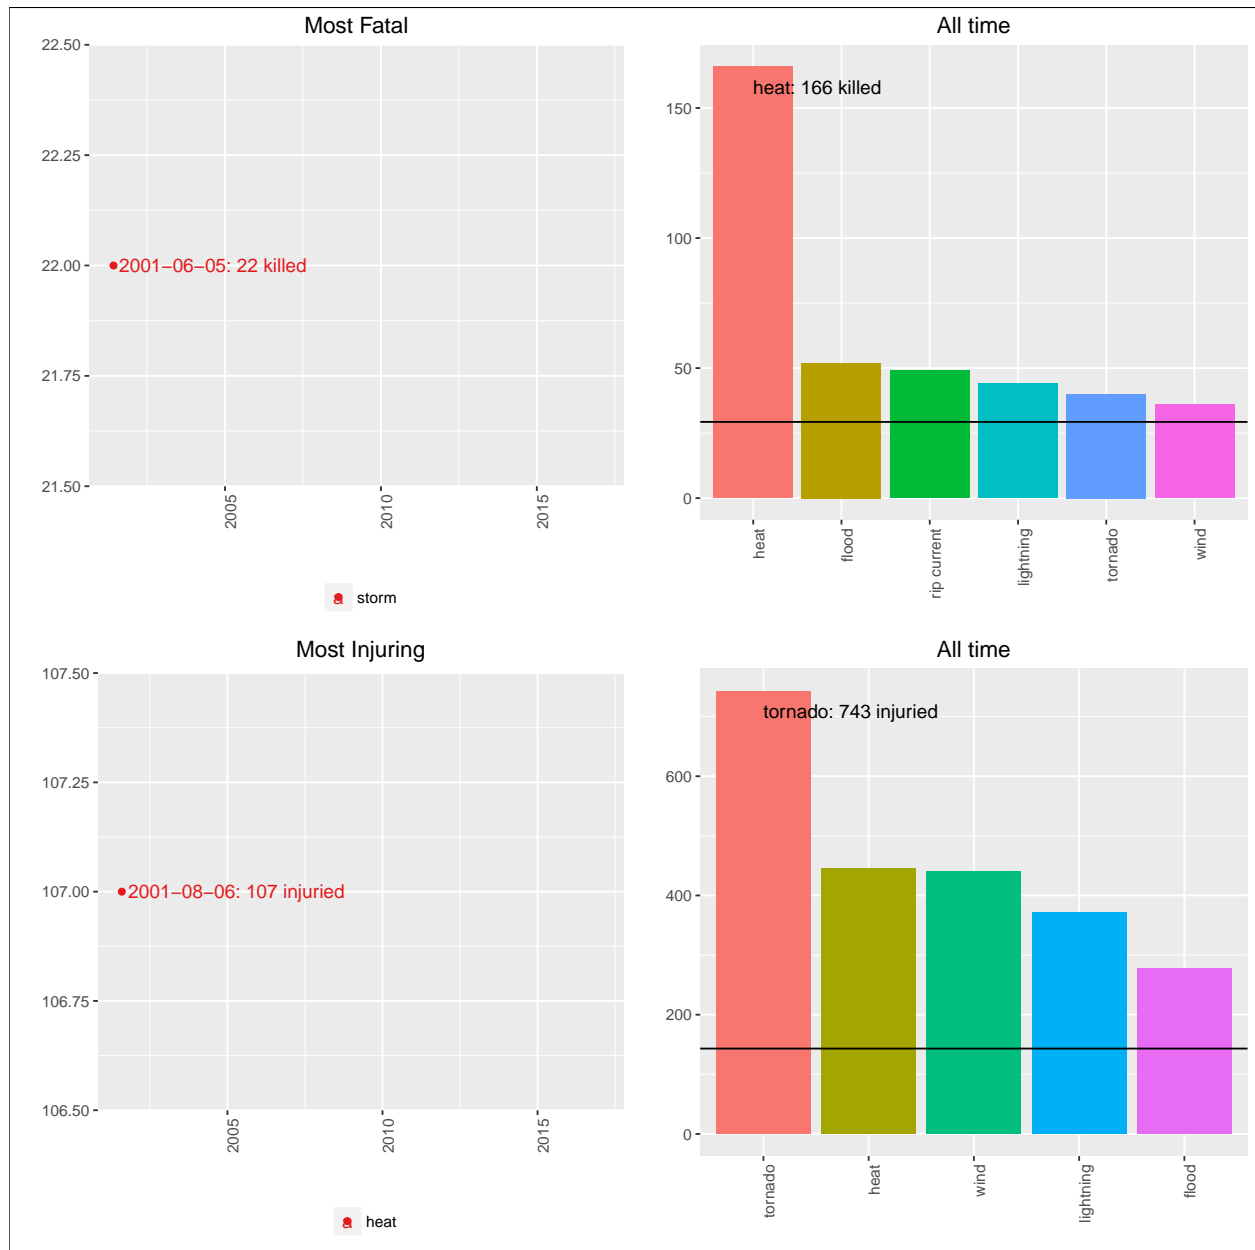 Most Fatal
22.50
22.25
22.00
21.75
21.50
2001−06−05: 22 killed
2005
2010
2015
a storm
All time
150
100
50
0
heat: 166 killed
heat
flood
rip current
lightning
tornado
wind
Most Injuring
107.50
107.25
107.00
106.75
106.50
2001−08−06: 107 injuried
2005
2010
2015
a heat
All time
600
400
200
0
tornado: 743 injuried
tornado
heat
wind
lightning
flood